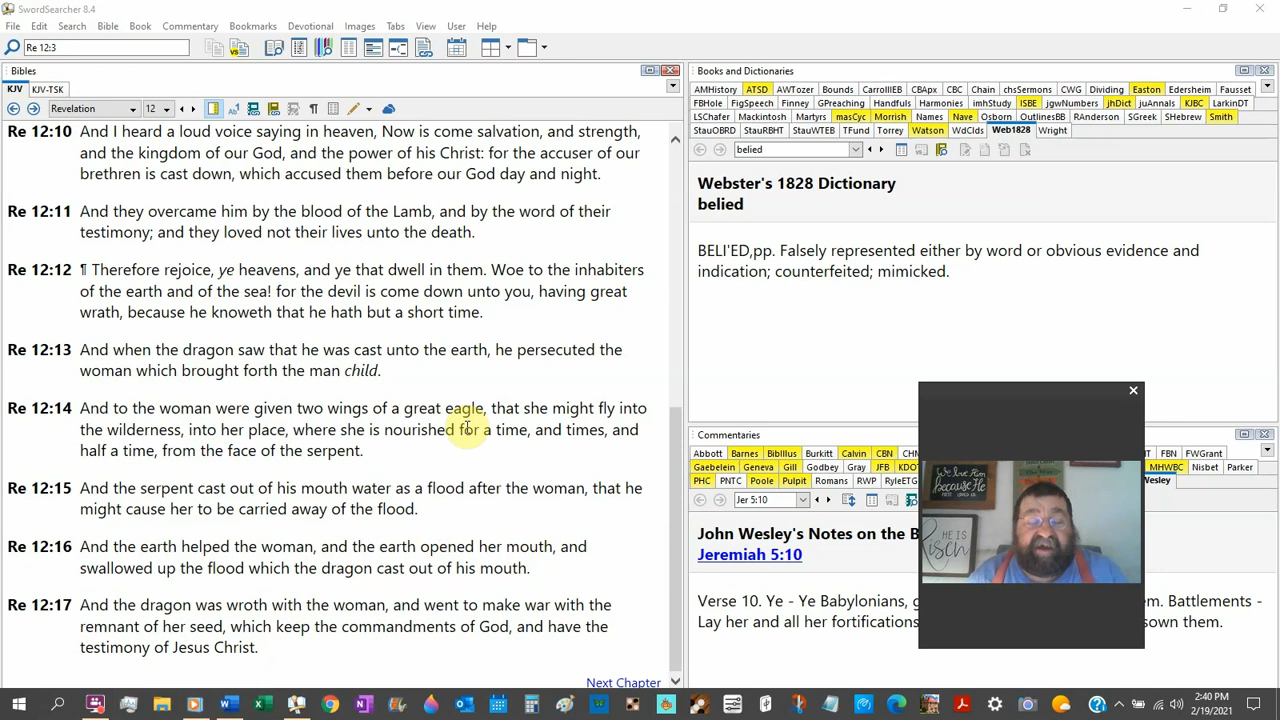 SwordSearcher 8.4
File Edit Search Bible Book Commentary Bookmarks Devotional Images Tabs View User Help
Re 12:3
Bibles
KJV KJV-TSK
Revelation 12
Re 12:10 And I heard a loud voice saying in heaven, Now is come salvation, and strength,
and the kingdom of our God, and the power of his Christ: for the accuser of our
brethren is cast down, which accused them before our God day and night.
Re 12:11 And they overcame him by the blood of the Lamb, and by the word of their
testimony; and they loved not their lives unto the death.
Re 12:12 ¶ Therefore rejoice, ye heavens, and ye that dwell in them. Woe to the inhabiters
of the earth and of the sea! for the devil is come down unto you, having great
wrath, because he knoweth that he hath but a short time.
Re 12:13 And when the dragon saw that he was cast unto the earth, he persecuted the
woman which brought forth the man child.
Re 12:14 And to the woman were given two wings of a great eagle, that she might fly into
the wilderness, into her place, where she is nourished for a time, and times, and
half a time, from the face of the serpent.
Re 12:15 And the serpent cast out of his mouth water as a flood after the woman, that he
might cause her to be carried away of the flood.
Re 12:16 And the earth helped the woman, and the earth opened her mouth, and
swallowed up the flood which the dragon cast out of his mouth.
Re 12:17 And the dragon was wroth with the woman, and went to make war with the
remnant of her seed, which keep the commandments of God, and have the
testimony of Jesus Christ.
Next Chapter
Books and Dictionaries
AMHistory ATSD AWTozer Bounds CarrollIEB CBApx CBC Chain chsSermons CWG Dividing Easton Edersheim Fausset
FBHole FigSpeech Finney GPreaching Handfuls Harmonies imhStudy ISBE jgwNumbers jhDict juAnnals KJBC LarkinDT
LSChafer Mackintosh Martyrs masCyc Morrish Names Nave Osborn OutlinesBB RAnderson SGreek SHebrew Smith
StauOBRD StauRBHT StauWTEB TFund Torrey Watson WdClds Web1828 Wright
belied
Webster's 1828 Dictionary
belied
BELI'ED,pp. Falsely represented either by word or obvious evidence and
indication; counterfeited; mimicked.
Commentaries
Abbott Barnes BibIllus Burkitt Calvin CBN FBN FWGrant
Gaebelein Geneva Gill Godbey Gray JFB KDOT MHWBC Nisbet Parker
PHC PNTC Poole Pulpit Romans RWP RyleETG Wesley
Jer 5:10
John Wesley's Notes on the B
Jeremiah 5:10
Verse 10. Ye - Ye Babylonians, g em. Battlements -
Lay her and all her fortifications sown them.
We love Him
because He
FIRST LOVED US
HE IS
Risen
2:40 PM
2/19/2021